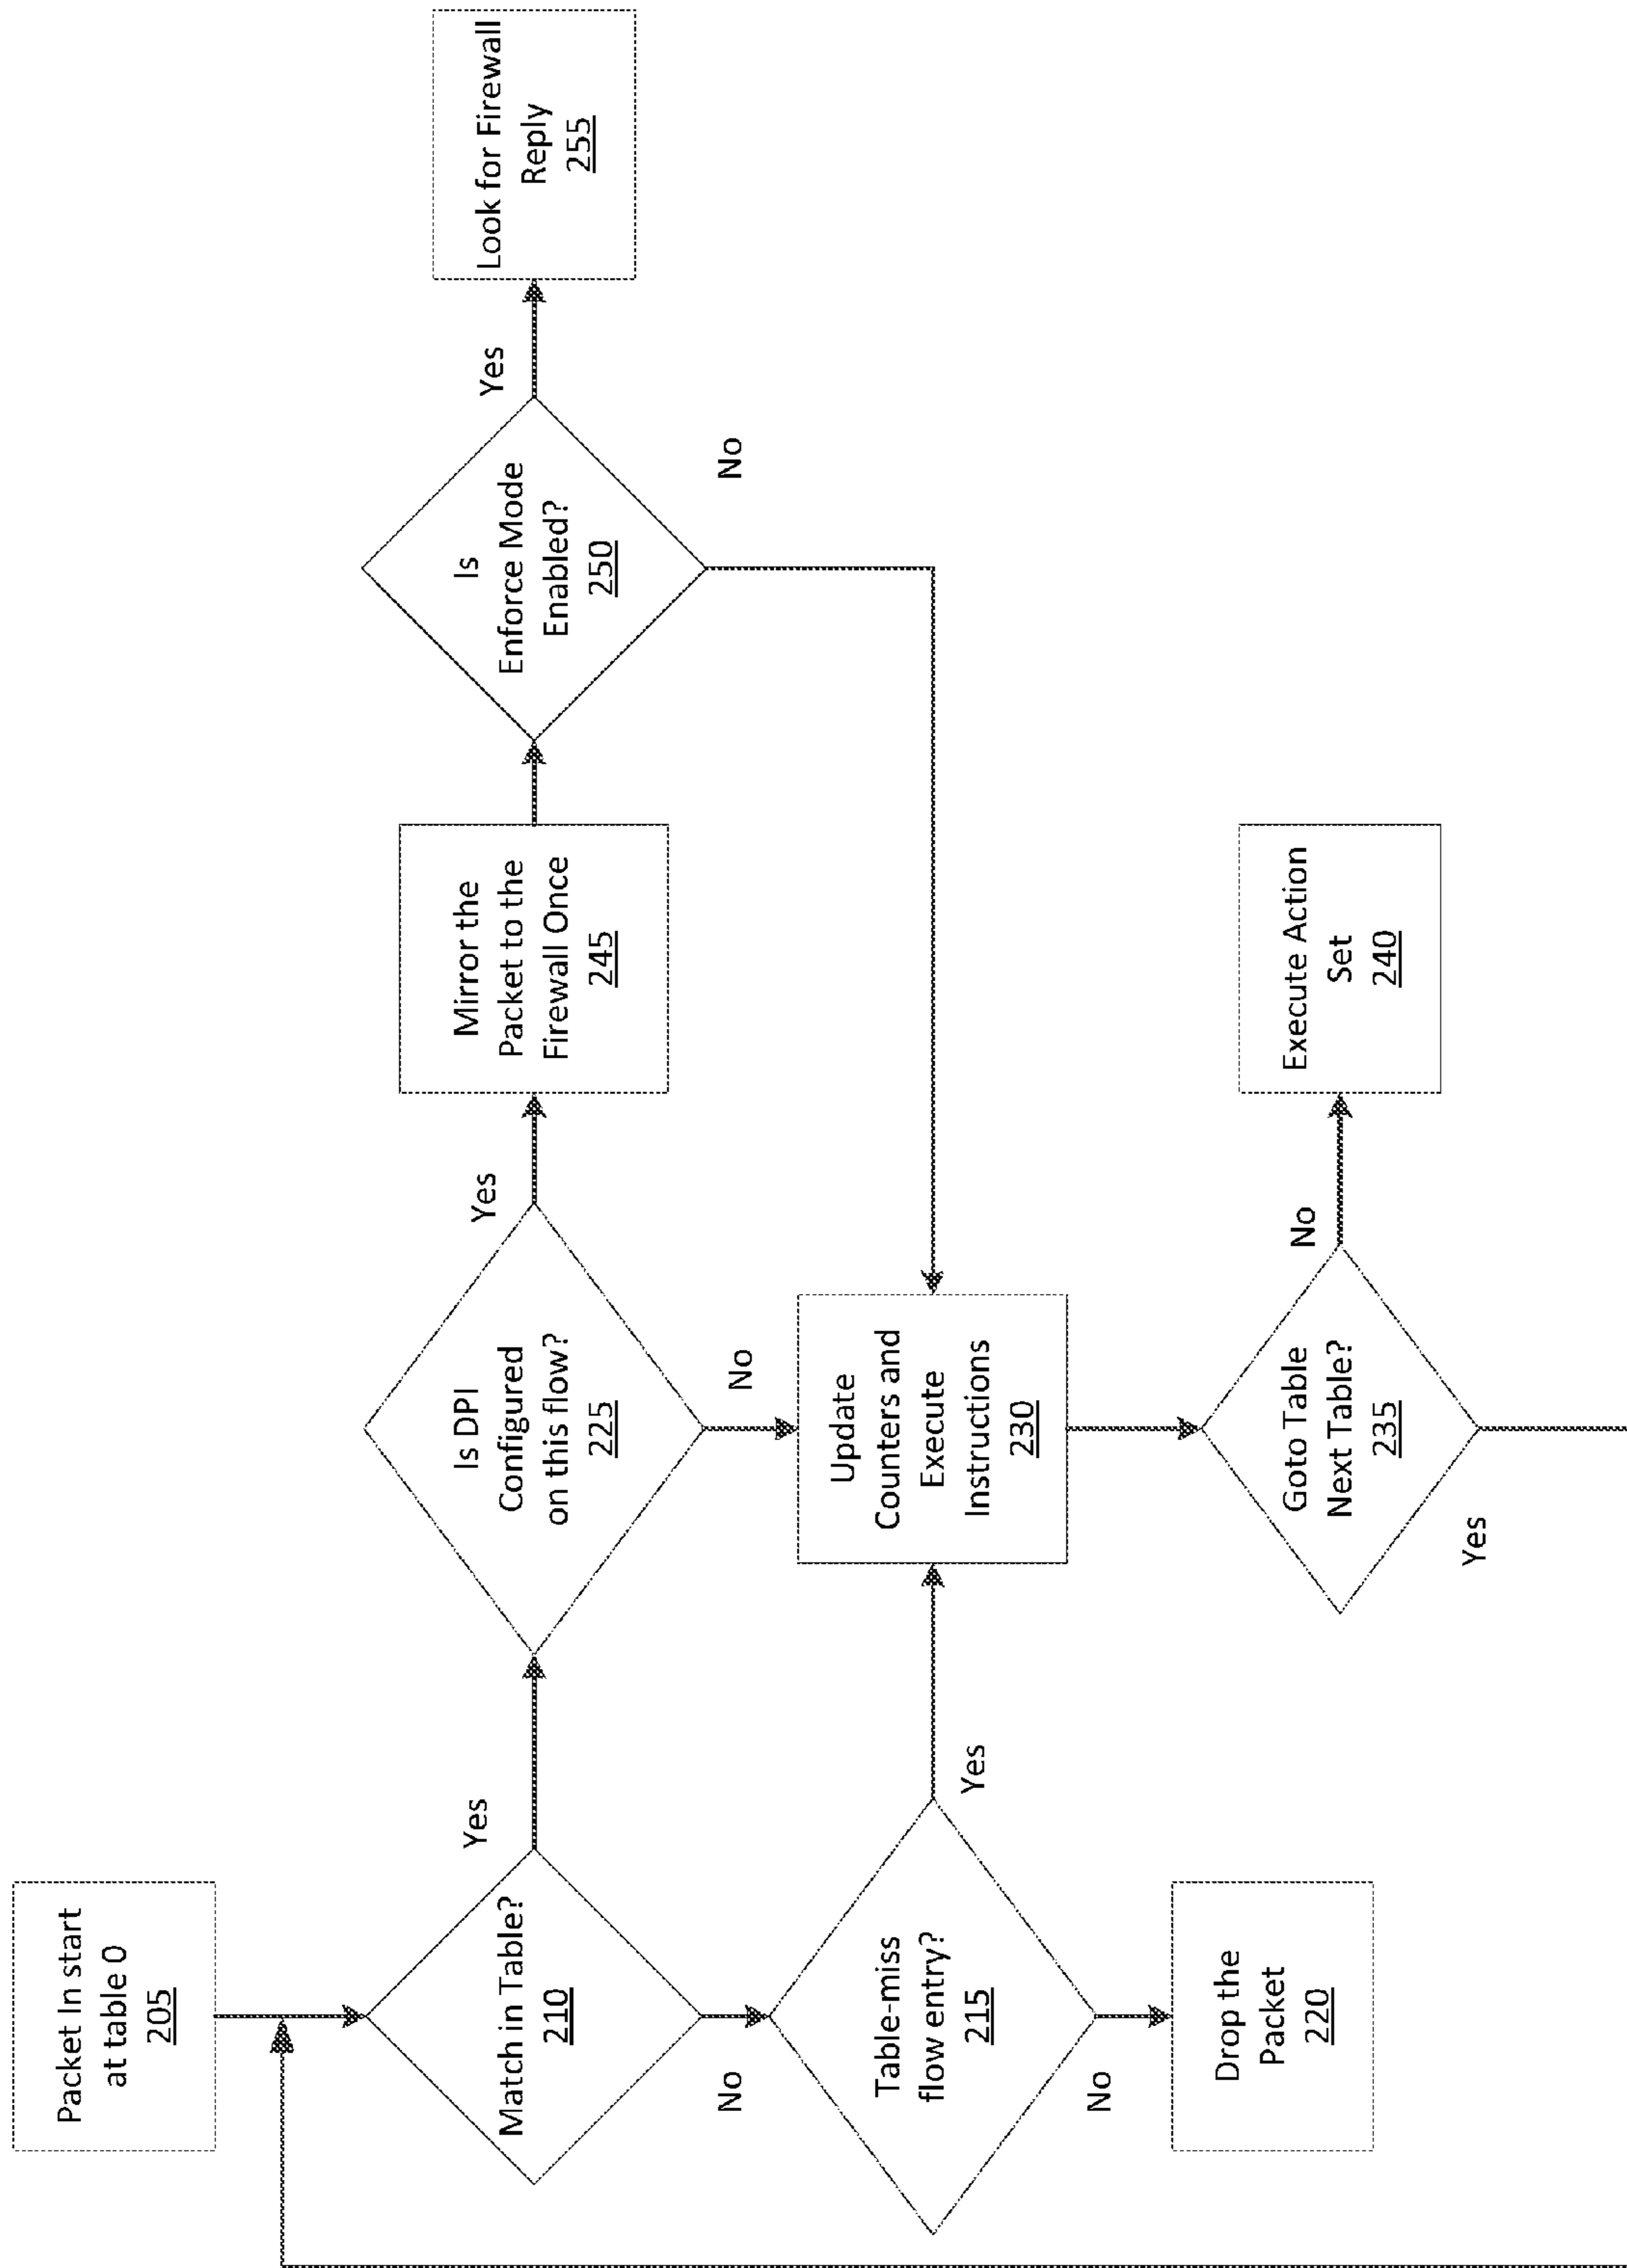 Packet In start
at table 0
205
Match in Table?
210
Yes
No
Is DPI
Configured
on this flow?
225
Yes
No
Mirror the
Packet to the
Firewall Once
245
Is
Enforce Mode
Enabled?
250
Yes
No
Look for Firewall
Reply
255
Table-miss
flow entry?
215
Yes
No
Update
Counters and
Execute
Instructions
230
Drop the
Packet
220
Goto Table
Next Table?
235
No
Yes
Execute Action
Set
240